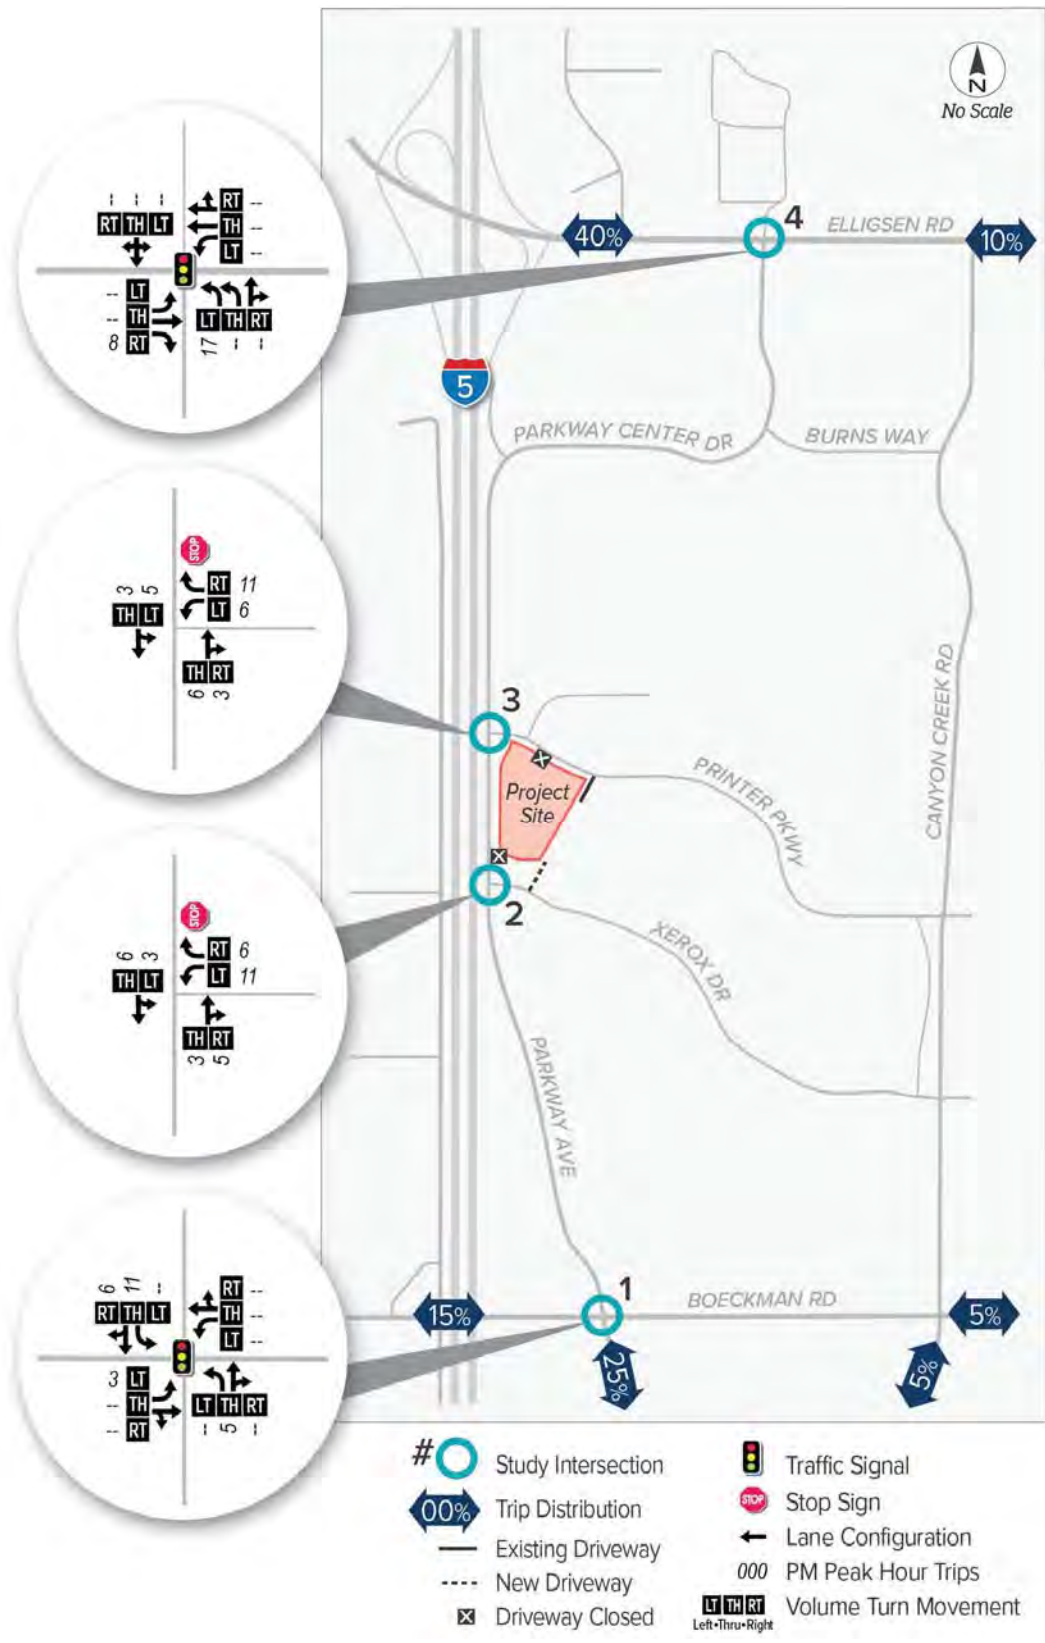 N
No Scale
4
ELLIGSEN RD
40%
10%
5
PARKWAY CENTER DR
BURNS WAY
CANYON CREEK RD
3
Project
Site
PRINTER PKWY
2
XEROX DR
PARKWAY AVE
1
BOECKMAN RD
15%
5%
25%
5%
-- -- --
RT TH LT
RT --
TH --
LT --
-- LT
-- TH
8 RT
LT TH RT
17 -- --
STOP
3 5
TH LT
RT 11
LT 6
TH RT
6 3
STOP
6 3
TH LT
RT 6
LT 11
TH RT
3 5
6 11 --
RT TH LT
RT --
TH --
LT --
3 LT
-- TH
-- RT
LT TH RT
-- 5 --
# Study Intersection
00% Trip Distribution
Existing Driveway
New Driveway
Driveway Closed
Traffic Signal
STOP Stop Sign
Lane Configuration
000 PM Peak Hour Trips
LT TH RT Volume Turn Movement
Left•Thru•Right